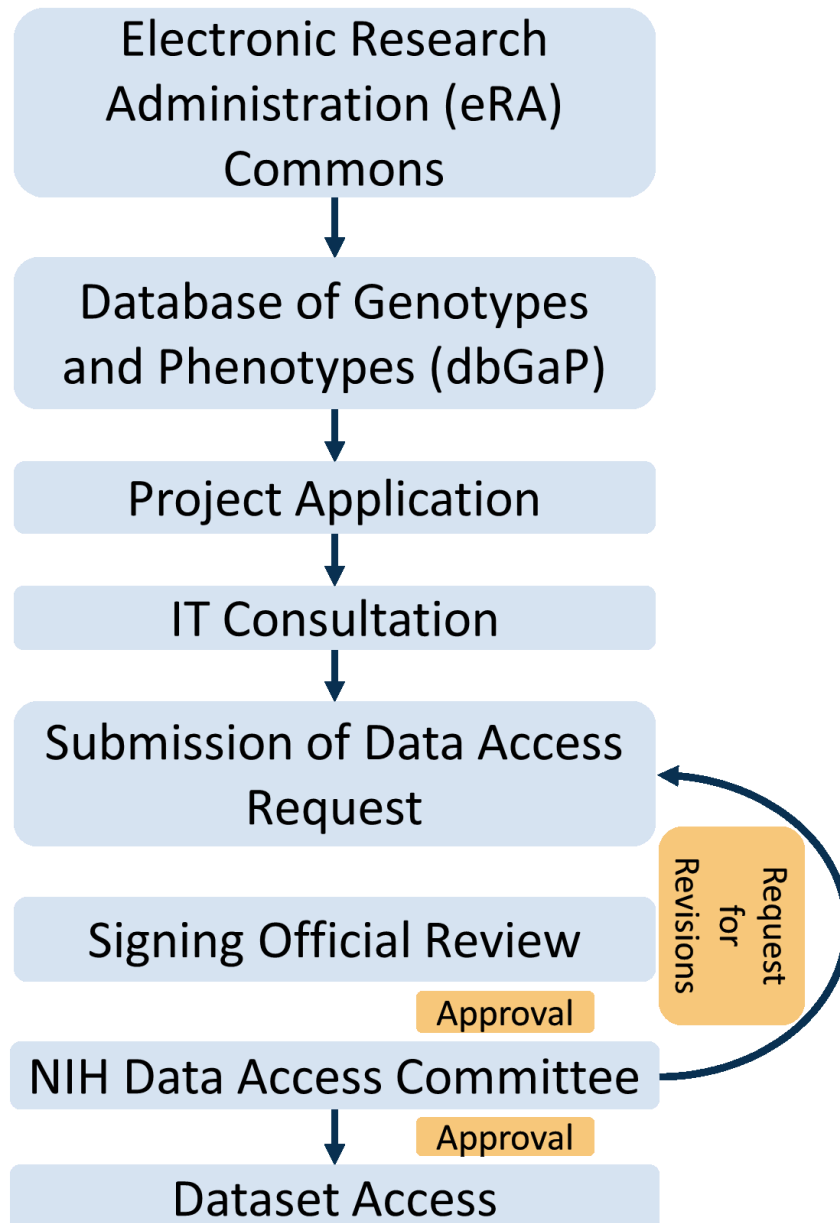 Electronic Research
Administration (eRA)
Commons
Database of Genotypes
and Phenotypes (dbGaP)
Project Application
IT Consultation
Submission of Data Access
Request
Request
for
Revisions
Signing Official Review
Approval
NIH Data Access Committee
Approval
Dataset Access